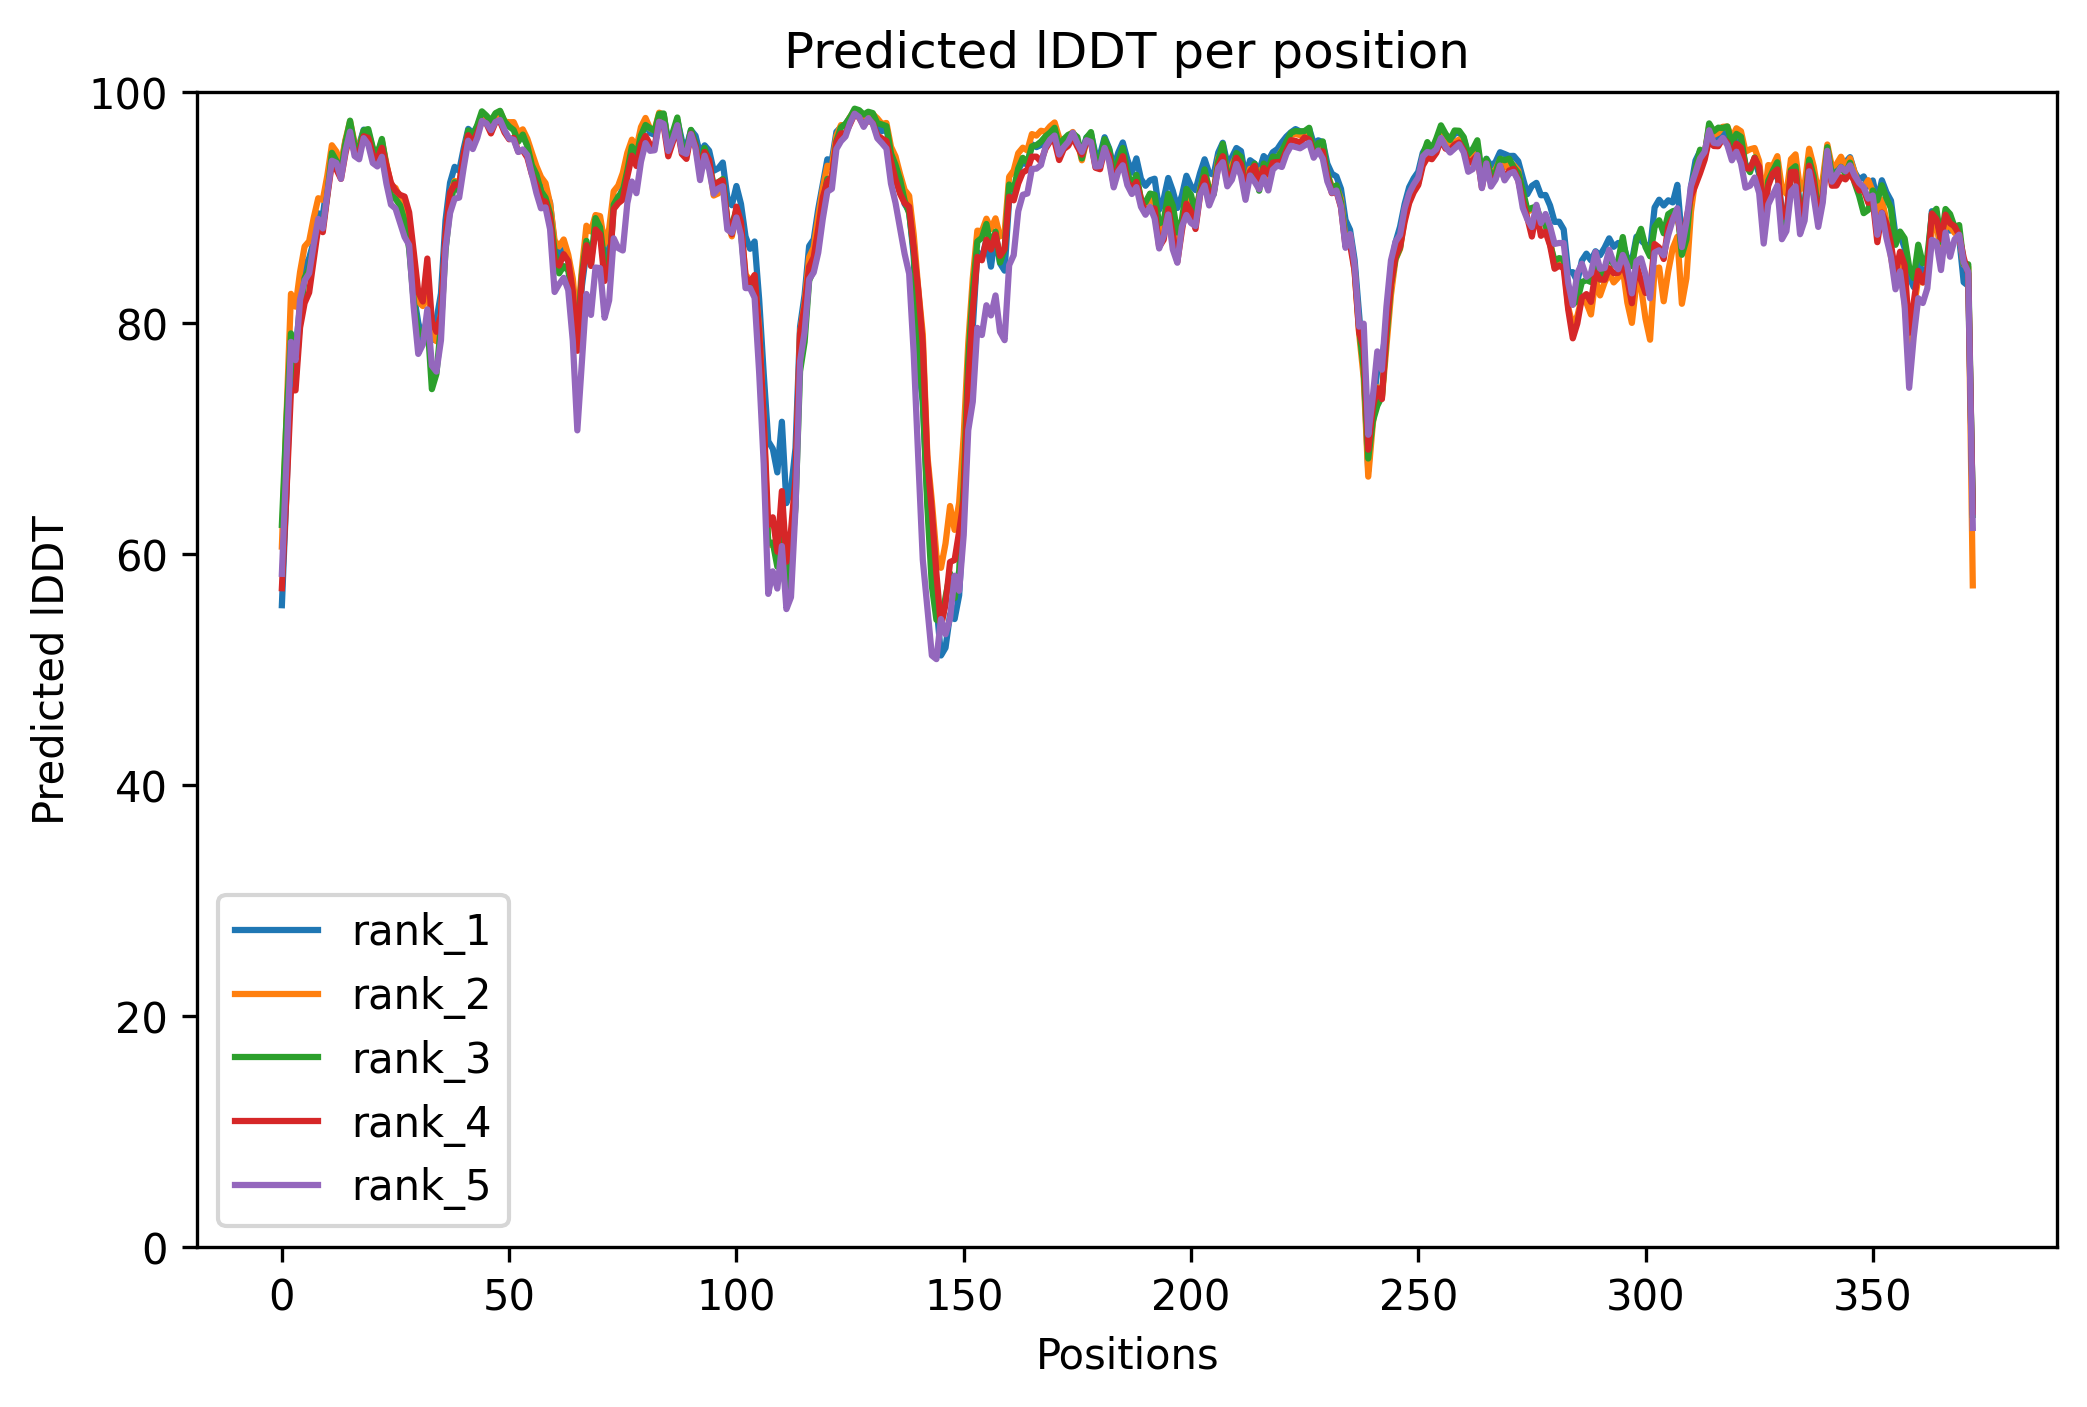 Predicted lDDT per position
100
80
60
40
20
0
Predicted lDDT
rank_1
rank_2
rank_3
rank_4
rank_5
0 50 100 150 200 250 300 350
Positions